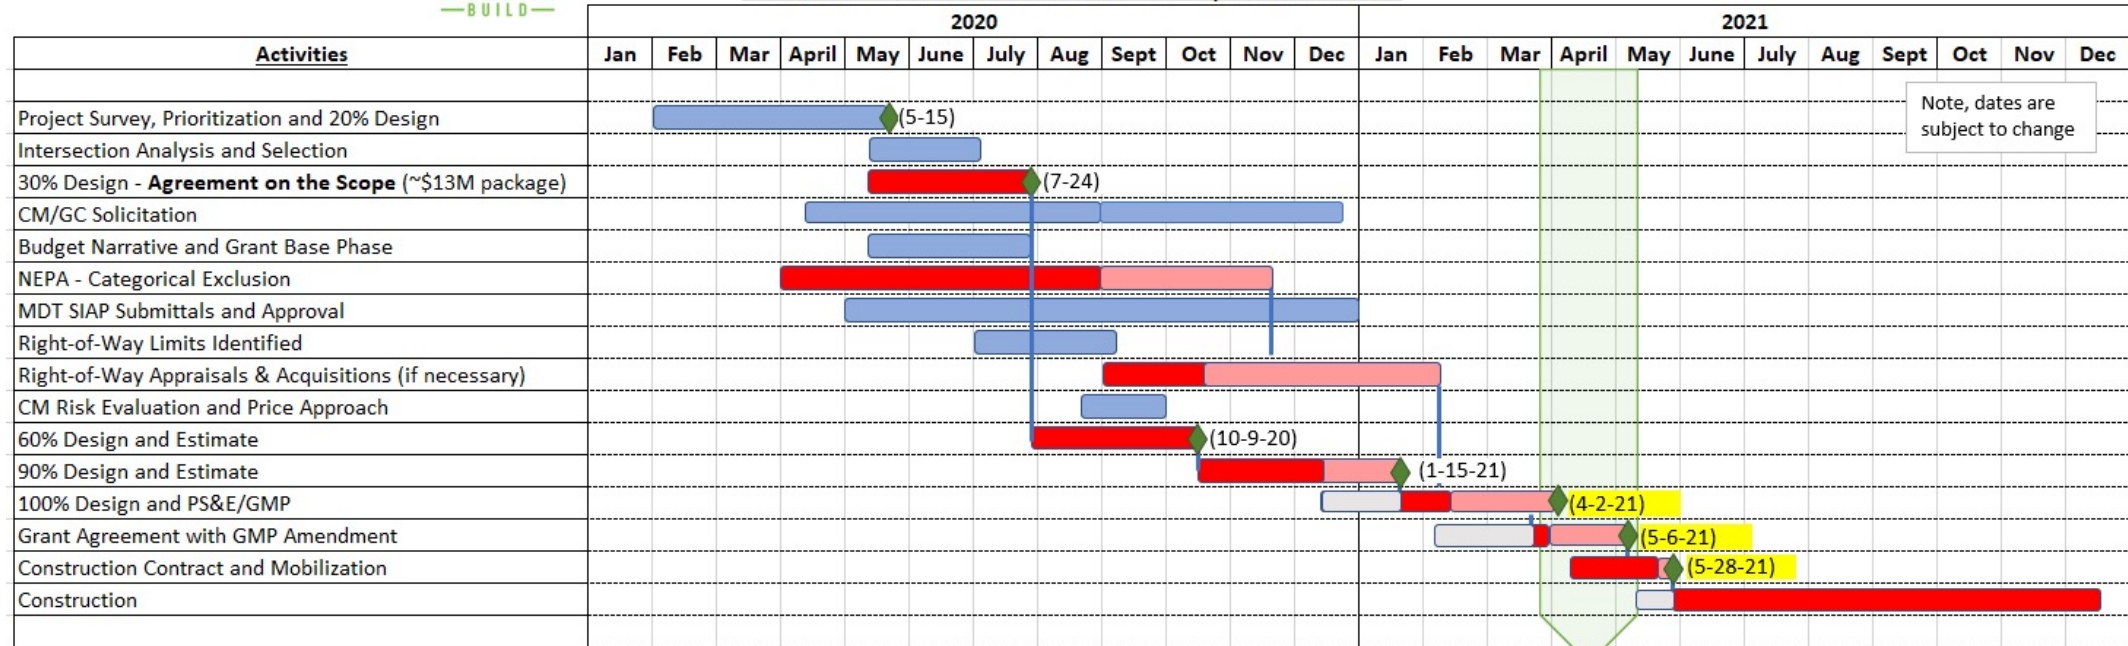 BUILD
2020 2021
Activities Jan Feb Mar April May June July Aug Sept Oct Nov Dec Jan Feb Mar April May June July Aug Sept Oct Nov Dec
Note, dates are
subject to change
Project Survey, Prioritization and 20% Design (5-15)
Intersection Analysis and Selection
30% Design - Agreement on the Scope (~$13M package) (7-24)
CM/GC Solicitation
Budget Narrative and Grant Base Phase
NEPA - Categorical Exclusion
MDT SIAP Submittals and Approval
Right-of-Way Limits Identified
Right-of-Way Appraisals & Acquisitions (if necessary)
CM Risk Evaluation and Price Approach
60% Design and Estimate (10-9-20)
90% Design and Estimate (1-15-21)
100% Design and PS&E/GMP (4-2-21)
Grant Agreement with GMP Amendment (5-6-21)
Construction Contract and Mobilization (5-28-21)
Construction